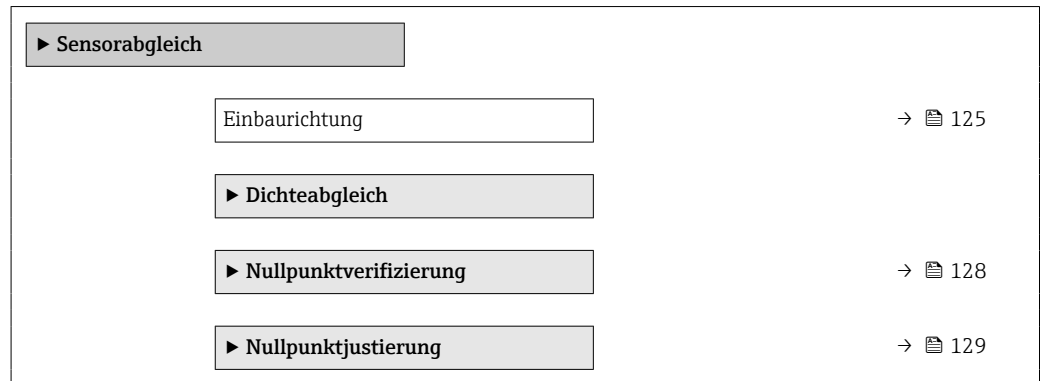 ▶ Sensorabgleich
Einbaurichtung → 125
▶ Dichteabgleich
▶ Nullpunktverifizierung → 128
▶ Nullpunktjustierung → 129